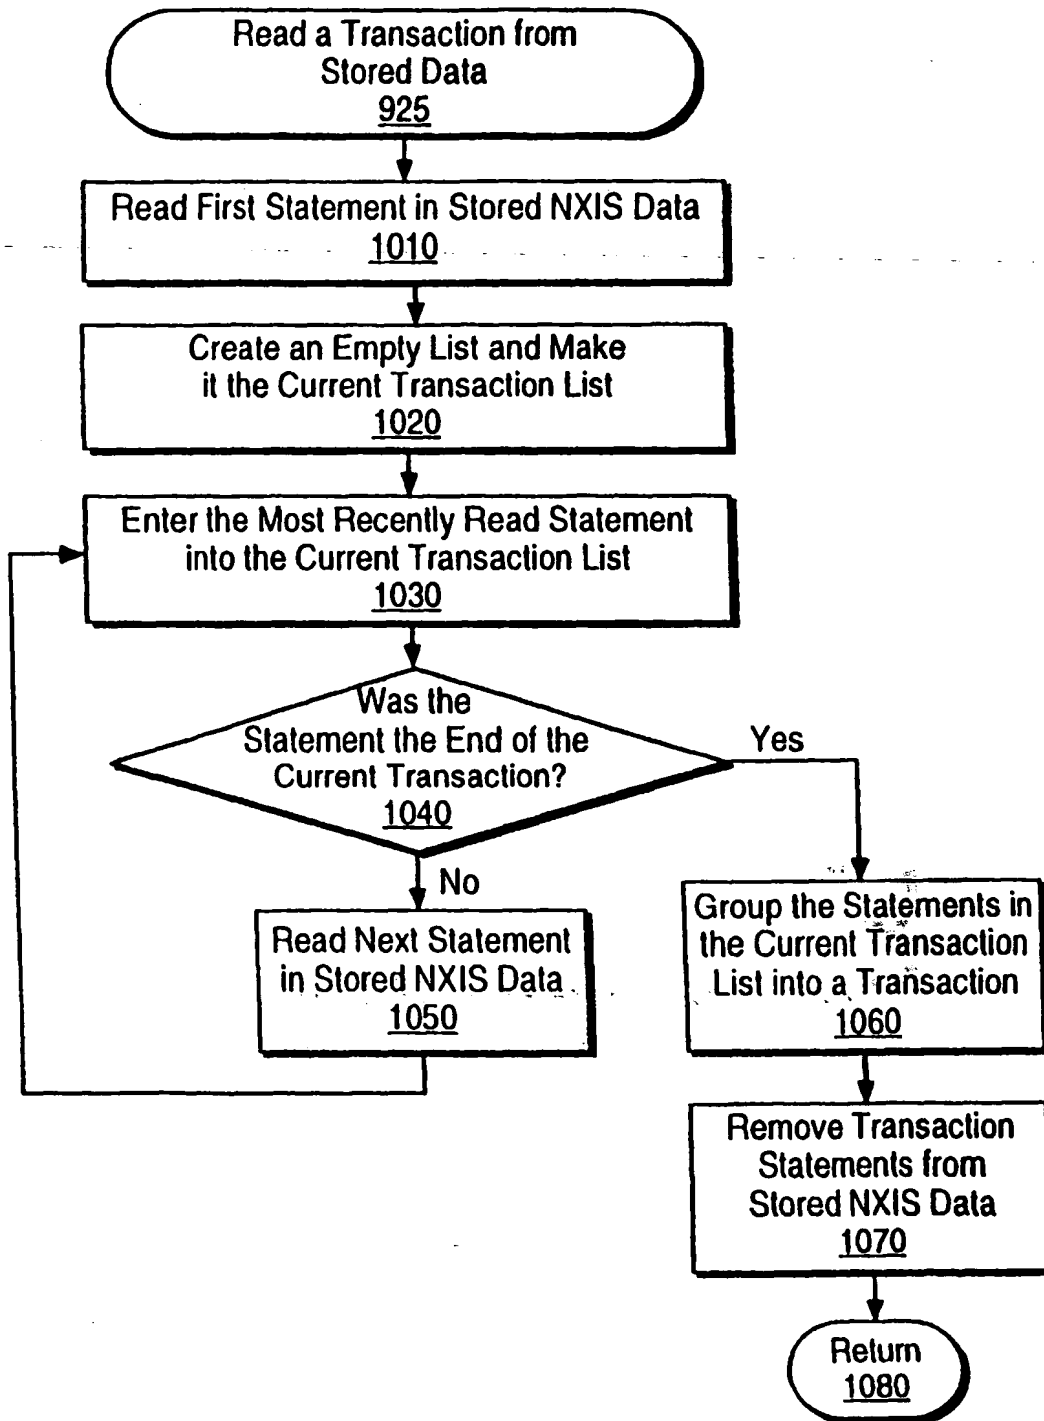 Read a Transaction from
Stored Data
925
Read First Statement in Stored NXIS Data
1010
Create an Empty List and Make
it the Current Transaction List
1020
Enter the Most Recently Read Statement
into the Current Transaction List
1030
Was the
Statement the End of the
Current Transaction?
1040
Yes
No
Read Next Statement
in Stored NXIS Data
1050
Group the Statements in
the Current Transaction
List into a Transaction
1060
Remove Transaction
Statements from
Stored NXIS Data
1070
Return
1080